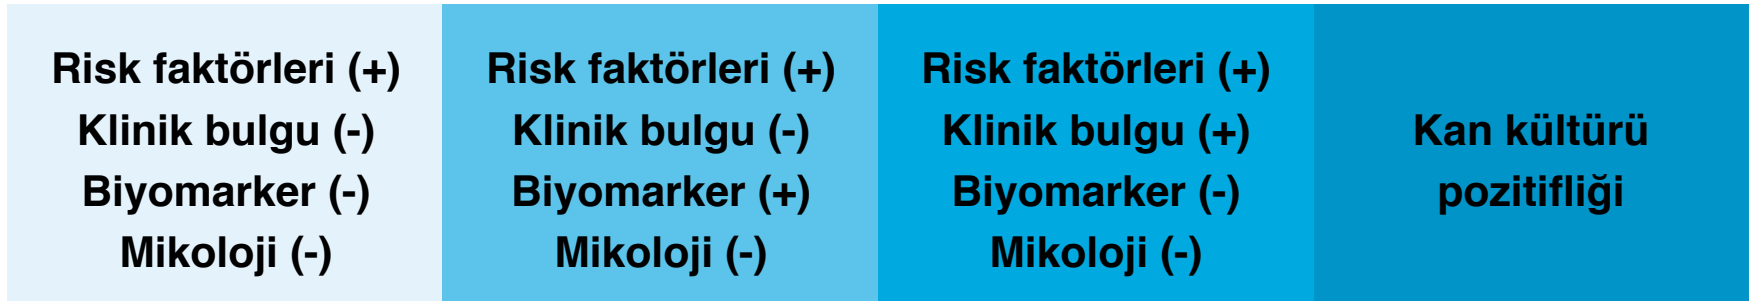 Risk faktörleri (+)
Klinik bulgu (-)
Biyomarker (-)
Mikoloji (-)
Risk faktörleri (+)
Klinik bulgu (-)
Biyomarker (+)
Mikoloji (-)
Risk faktörleri (+)
Klinik bulgu (+)
Biyomarker (-)
Mikoloji (-)
Kan kültürü
pozitifliği